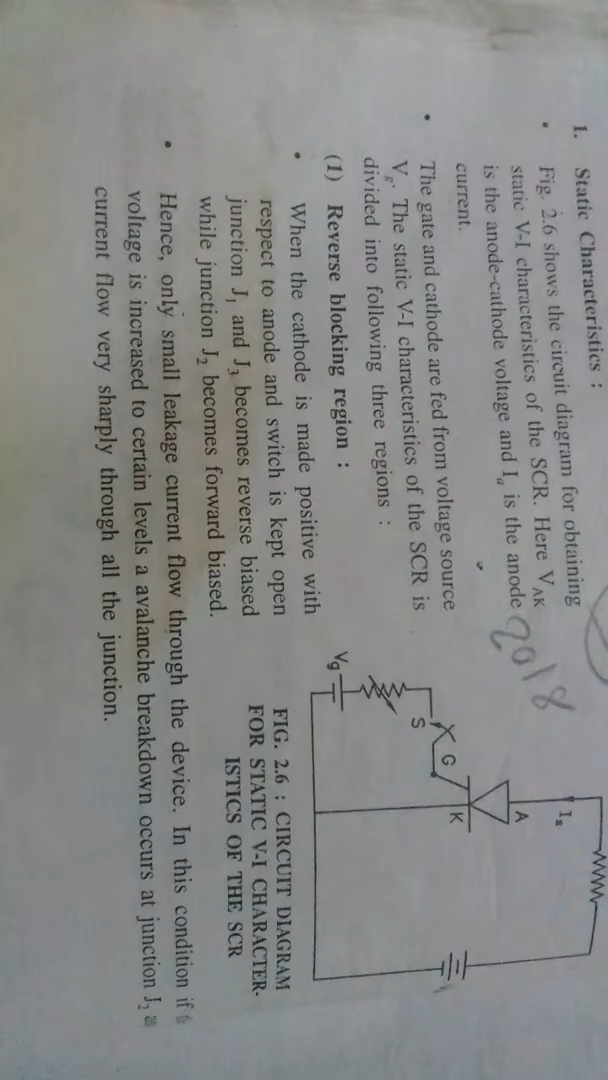 1. Static Characteristics :
• Fig. 2.6 shows the circuit diagram for obtaining
static V-I characteristics of the SCR. Here V_AK
is the anode-cathode voltage and I_a is the anode
current.
2018
• The gate and cathode are fed from voltage source
V_g. The static V-I characteristics of the SCR is
divided into following three regions :
(1) Reverse blocking region :
• When the cathode is made positive with
respect to anode and switch is kept open
junction J_1 and J_3 becomes reverse biased
while junction J_2 becomes forward biased.
I_a
A
G
K
S
V_g
FIG. 2.6 : CIRCUIT DIAGRAM
FOR STATIC V-I CHARACTER-
ISTICS OF THE SCR
• Hence, only small leakage current flow through the device. In this condition if
voltage is increased to certain levels a avalanche breakdown occurs at junction
current flow very sharply through all the junction.